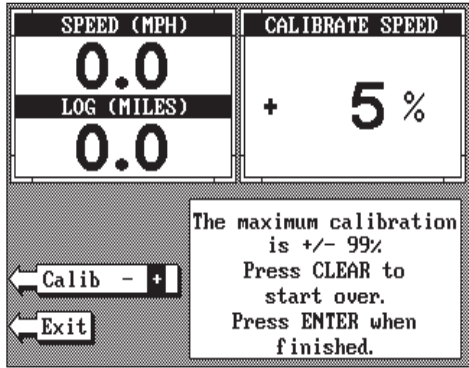 SPEED (MPH)
0.0
LOG (MILES)
0.0
CALIBRATE SPEED
+ 5 %
Calib - +
Exit
The maximum calibration
is +/- 99%
Press CLEAR to
start over.
Press ENTER when
finished.